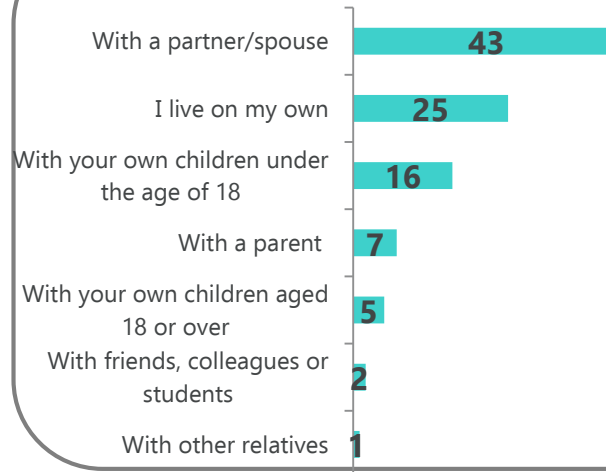 With a partner/spouse
43
I live on my own
25
With your own children under
the age of 18
16
With a parent
7
With your own children aged
18 or over
5
With friends, colleagues or
students
2
With other relatives
1